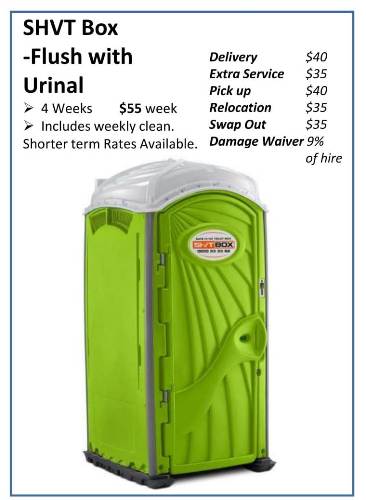 SHVT Box
-Flush with
Urinal
➢ 4 Weeks $55 week
➢ Includes weekly clean.
Shorter term Rates Available.
Delivery $40
Extra Service $35
Pick up $40
Relocation $35
Swap Out $35
Damage Waiver 9%
of hire
SHVTBOX